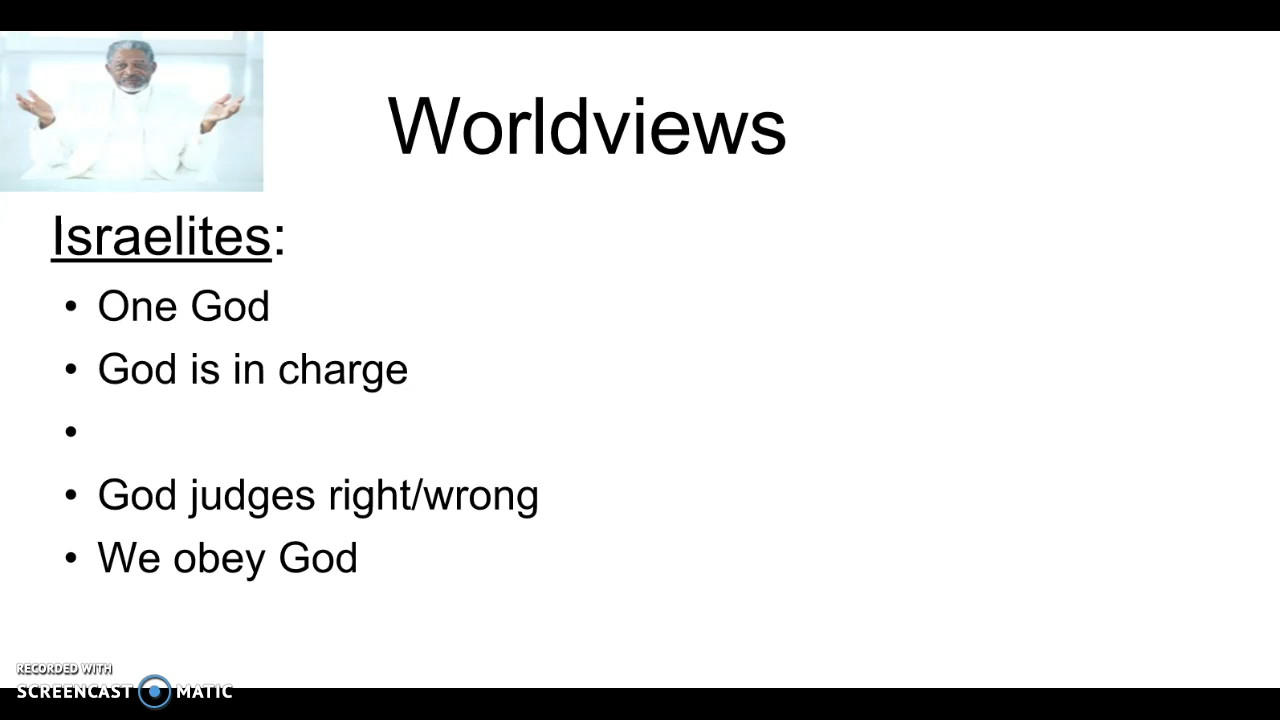 Worldviews
Israelites:
• One God
• God is in charge
•
• God judges right/wrong
• We obey God
RECORDED WITH
SCREENCAST MATIC